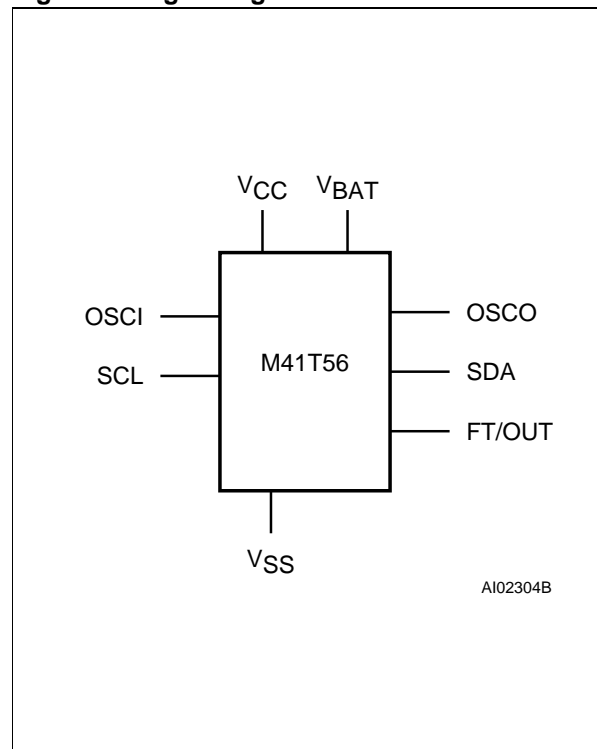 VCC VBAT
OSCI OSCO
M41T56
SCL SDA
FT/OUT
VSS
AI02304B